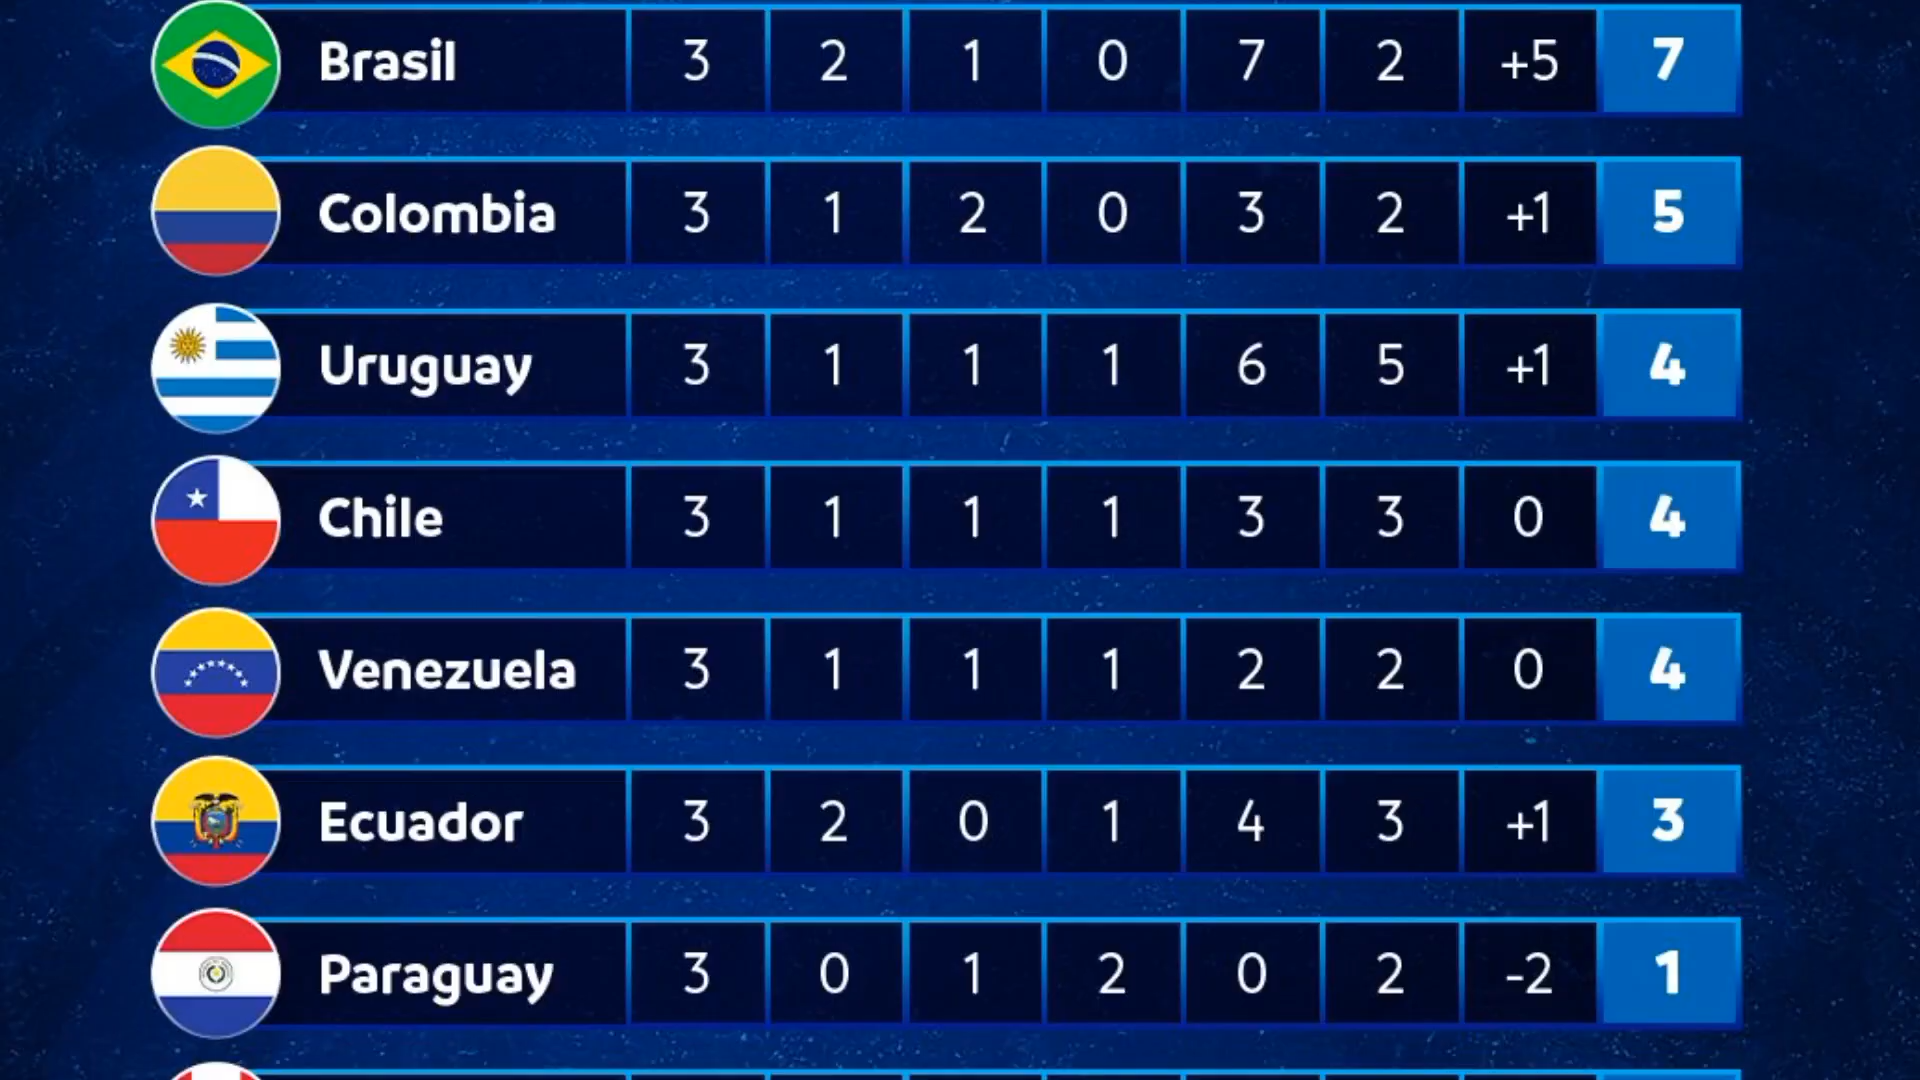 Brasil 3 2 1 0 7 2 +5 7
Colombia 3 1 2 0 3 2 +1 5
Uruguay 3 1 1 1 6 5 +1 4
Chile 3 1 1 1 3 3 0 4
Venezuela 3 1 1 1 2 2 0 4
Ecuador 3 2 0 1 4 3 +1 3
Paraguay 3 0 1 2 0 2 -2 1